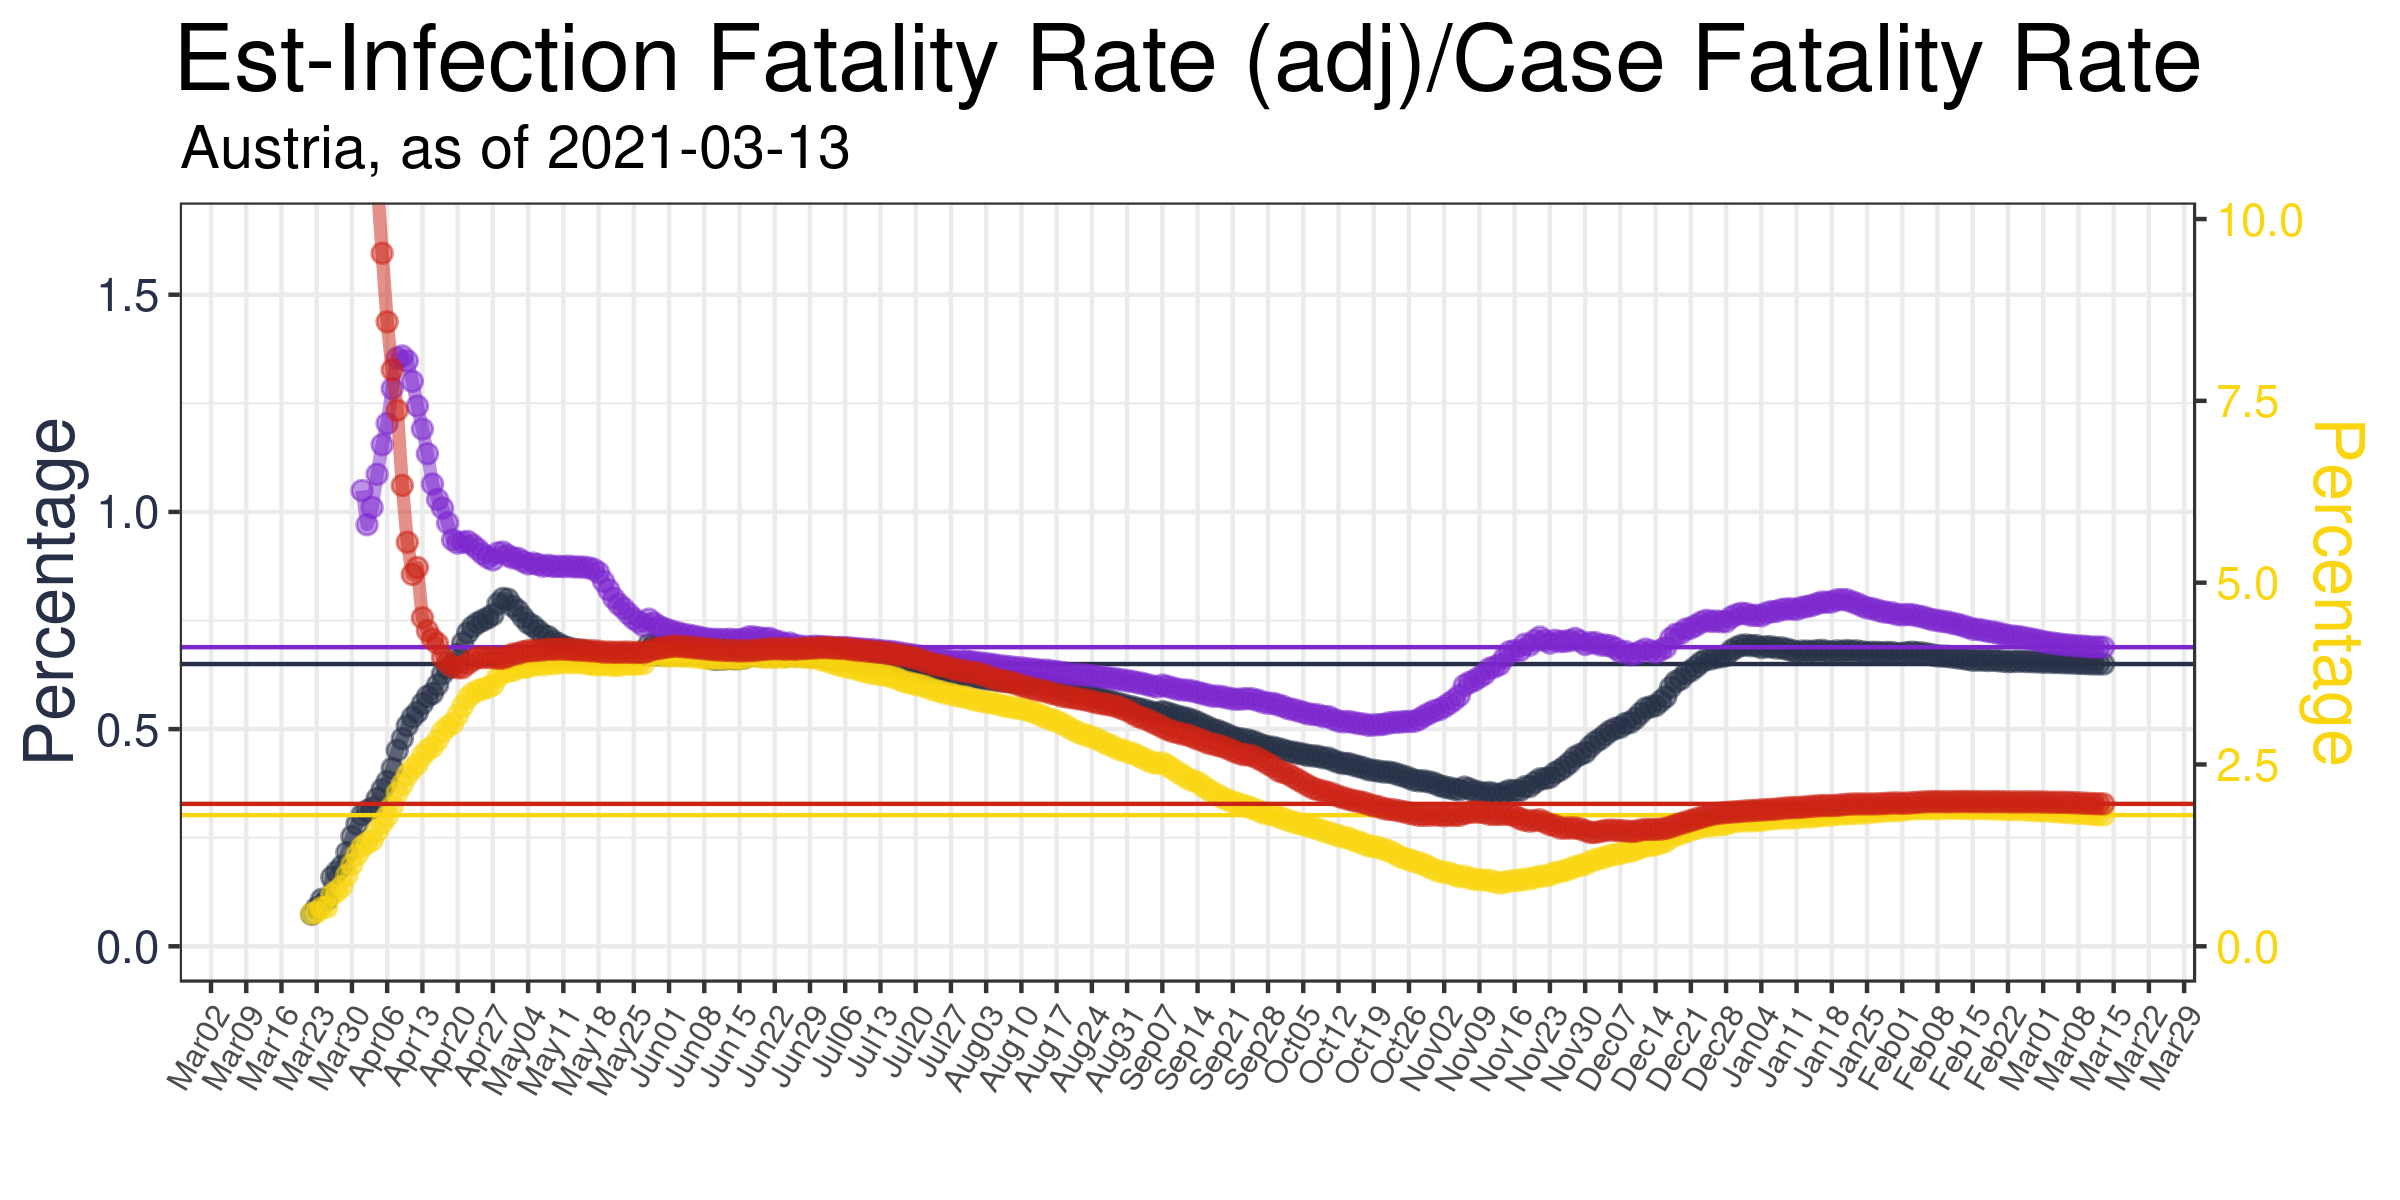 Est-Infection Fatality Rate (adj)/Case Fatality Rate
Austria, as of 2021-03-13
Percentage
1.5
1.0
0.5
0.0
10.0
7.5
5.0
2.5
0.0
Percentage
Mar02
Mar09
Mar16
Mar23
Mar30
Apr06
Apr13
Apr20
Apr27
May04
May11
May18
May25
Jun01
Jun08
Jun15
Jun22
Jun29
Jul06
Jul13
Jul20
Jul27
Aug03
Aug10
Aug17
Aug24
Aug31
Sep07
Sep14
Sep21
Sep28
Oct05
Oct12
Oct19
Oct26
Nov02
Nov09
Nov16
Nov23
Nov30
Dec07
Dec14
Dec21
Dec28
Jan04
Jan11
Jan18
Jan25
Feb01
Feb08
Feb15
Feb22
Mar01
Mar08
Mar15
Mar22
Mar29